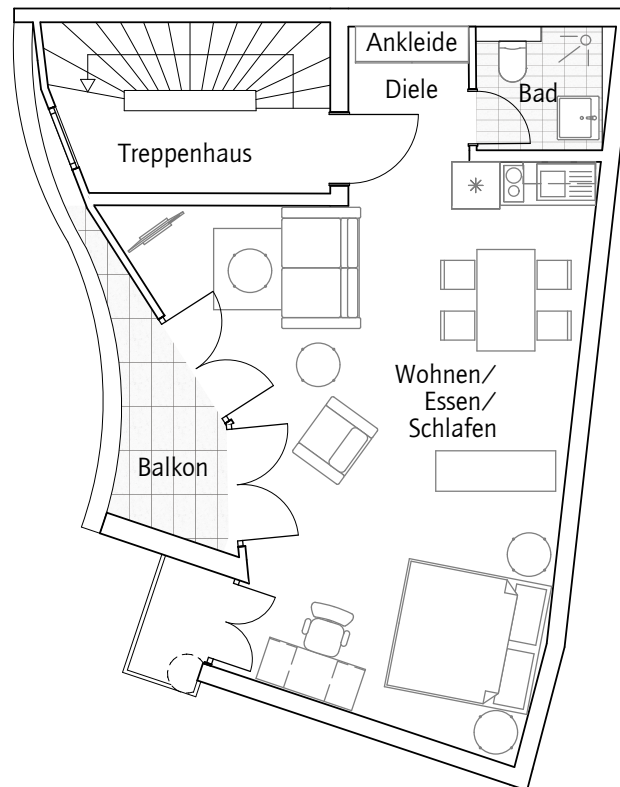 Ankleide
Diele
Bad
Treppenhaus
Wohnen/
Essen/
Schlafen
Balkon